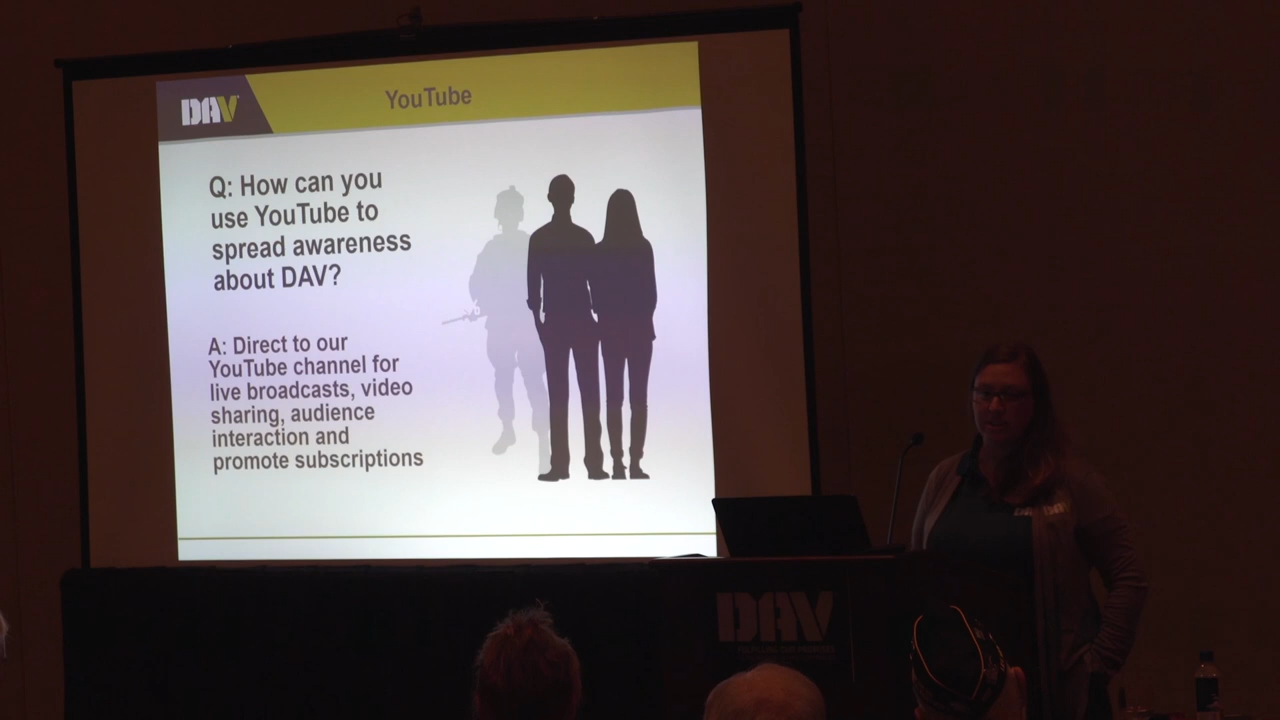 DAV
YouTube
Q: How can you
use YouTube to
spread awareness
about DAV?
A: Direct to our
YouTube channel for
live broadcasts, video
sharing, audience
interaction and
promote subscriptions
DAV